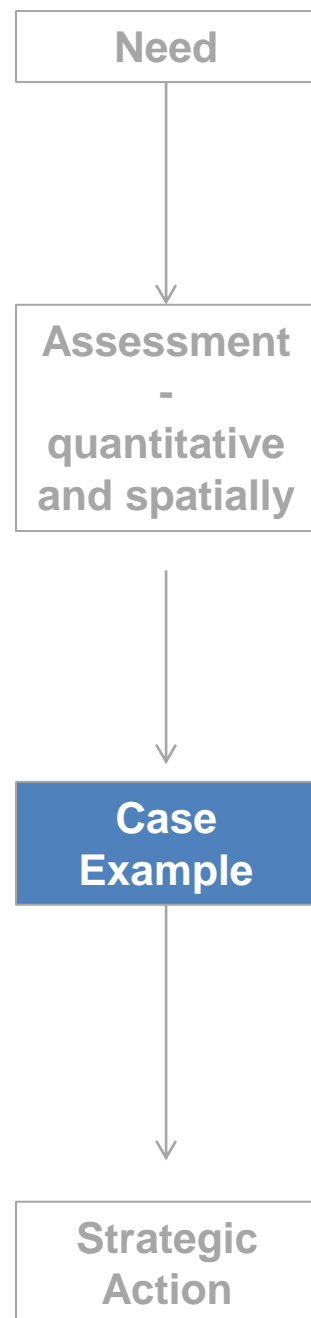 Need
Assessment
-
quantitative
and spatially
Case
Example
Strategic
Action